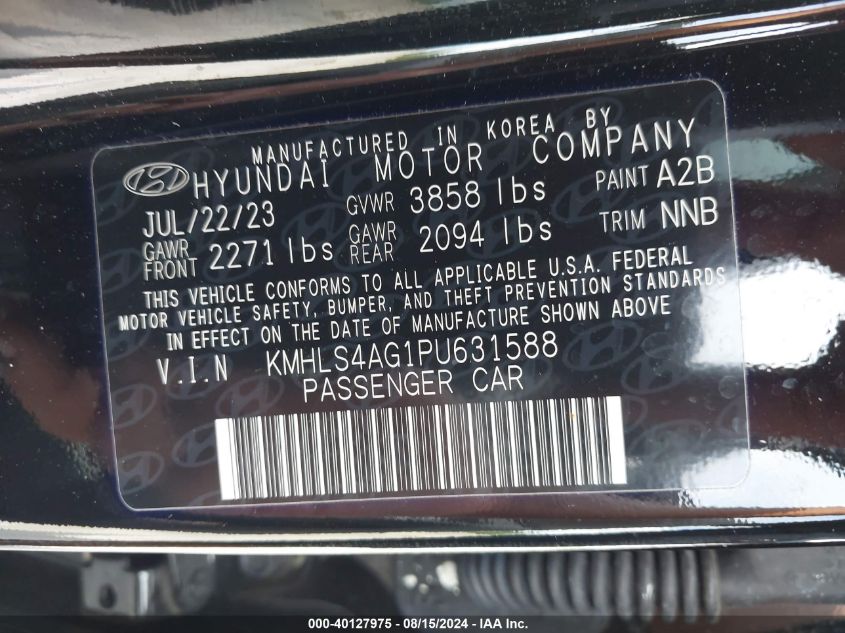 MANUFACTURED IN KOREA BY
HYUNDAI MOTOR COMPANY
JUL/22/23 GVWR 3858 lbs PAINT A2B
GAWR FRONT 2271 lbs GAWR REAR 2094 lbs TRIM NNB
THIS VEHICLE CONFORMS TO ALL APPLICABLE U.S.A. FEDERAL
MOTOR VEHICLE SAFETY, BUMPER, AND THEFT PREVENTION STANDARDS
IN EFFECT ON THE DATE OF MANUFACTURE SHOWN ABOVE
V.I.N KMHLS4AG1PU631588
PASSENGER CAR
000-40127975 - 08/15/2024 - IAA Inc.